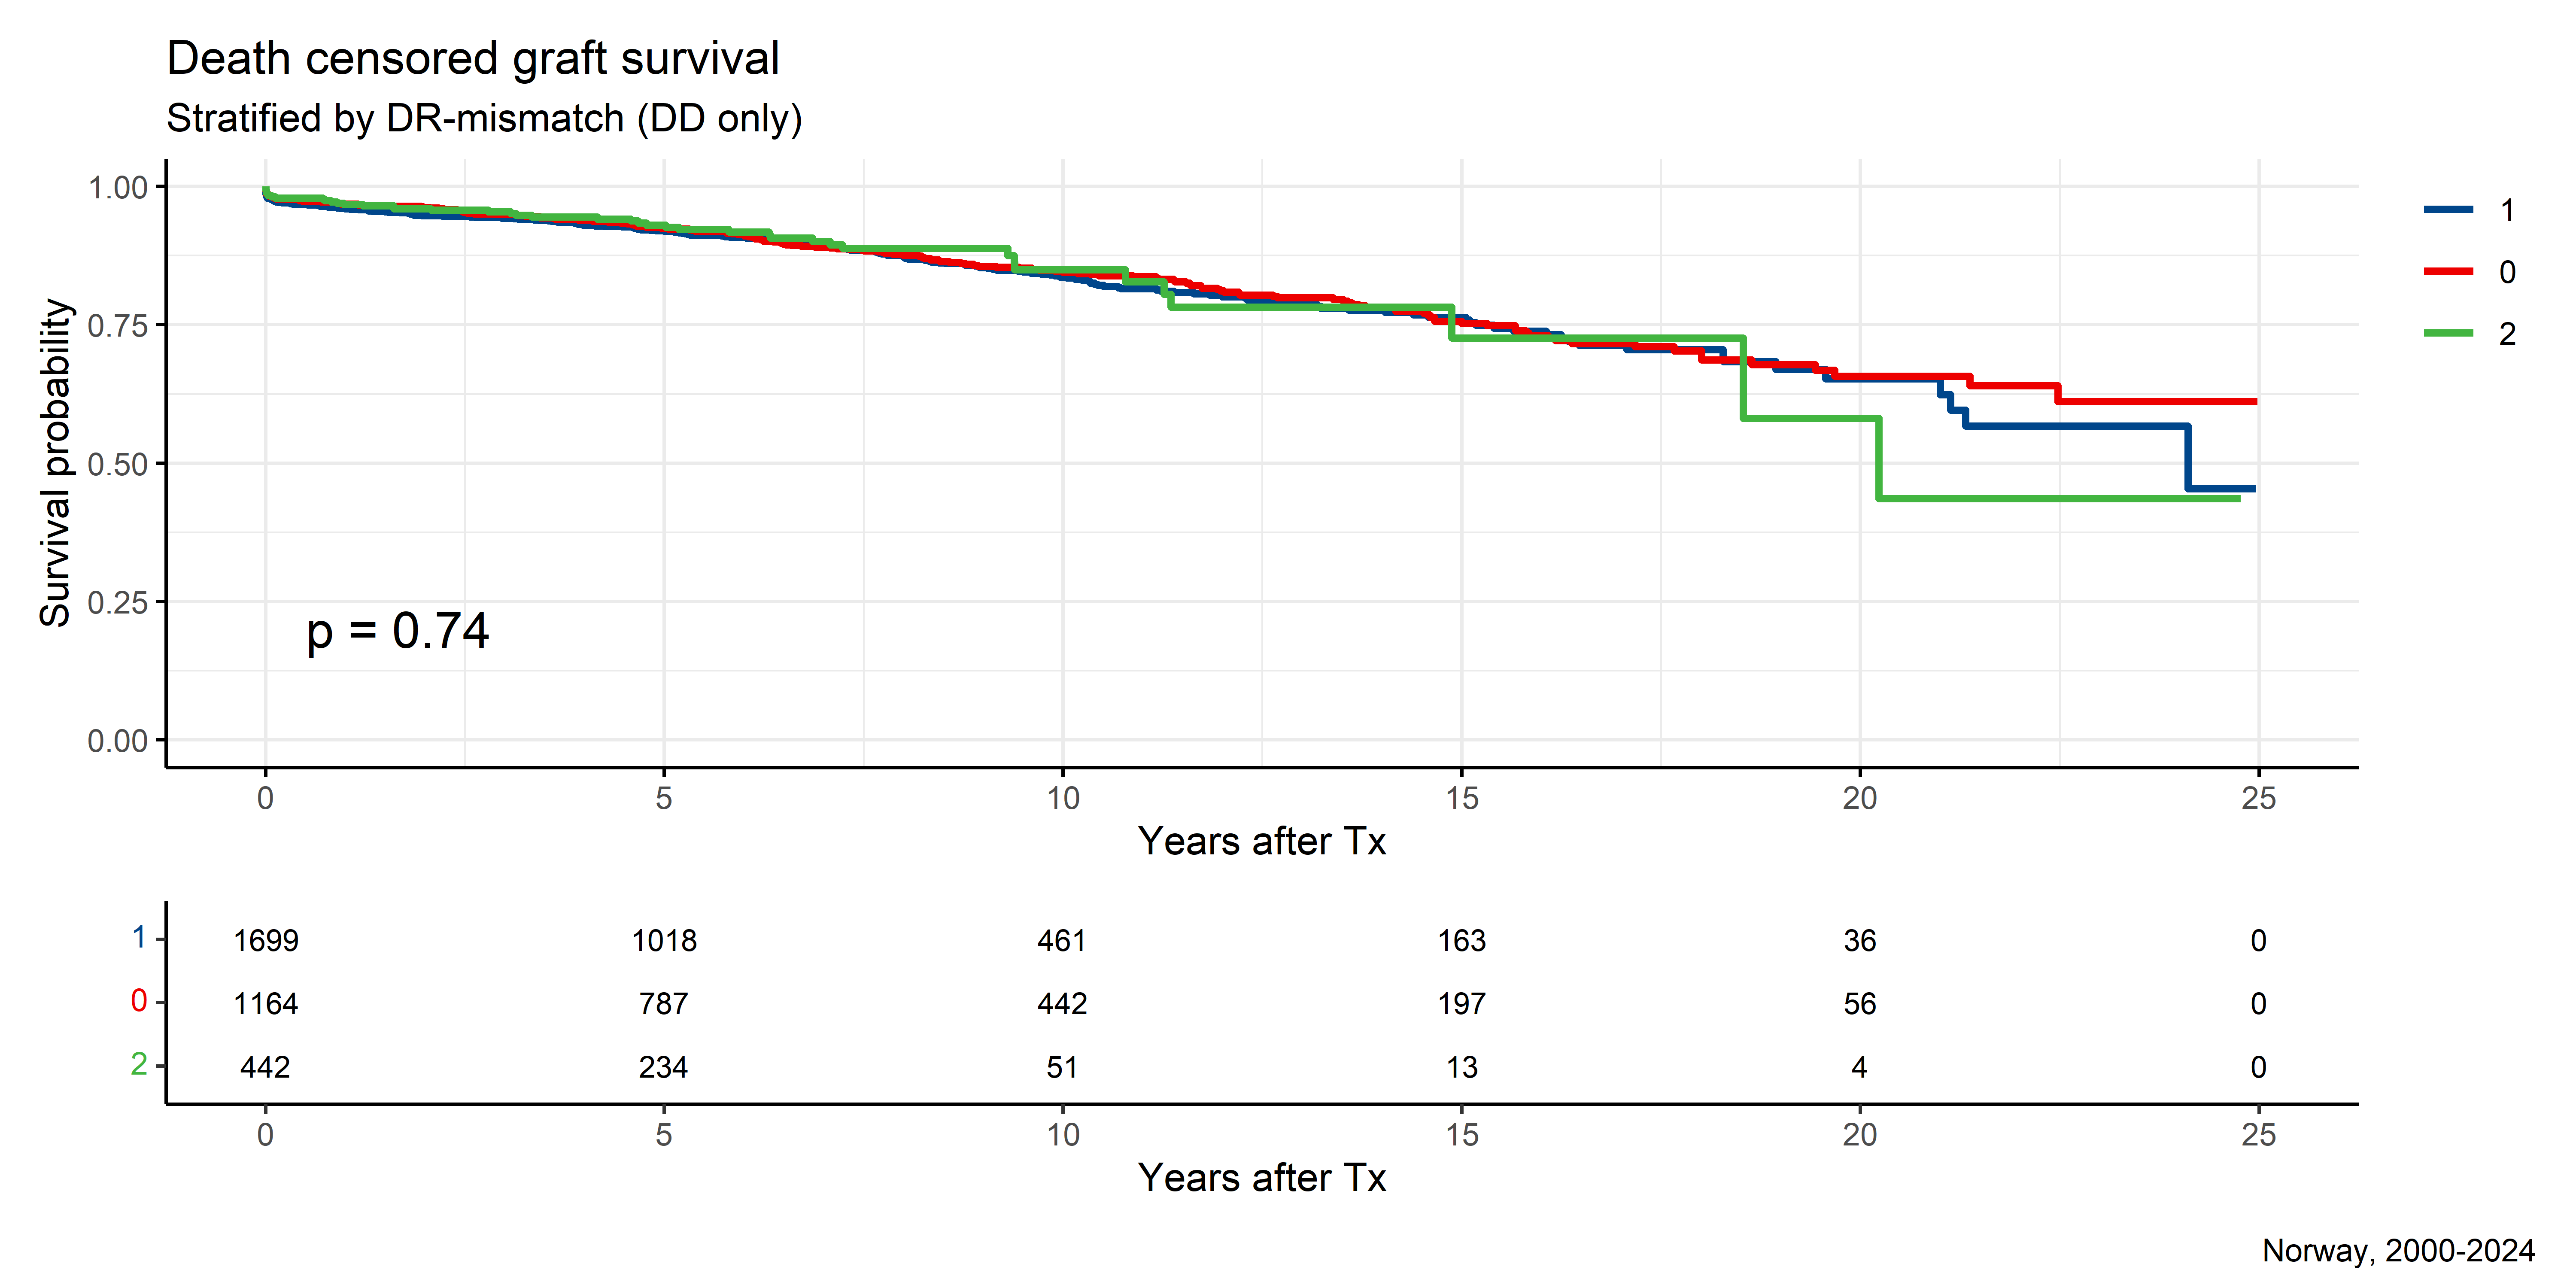 Death censored graft survival
Stratified by DR-mismatch (DD only)
1.00
0.75
0.50
0.25
0.00
Survival probability
p = 0.74
1
0
2
0 5 10 15 20 25
Years after Tx
1 1699 1018 461 163 36 0
0 1164 787 442 197 56 0
2 442 234 51 13 4 0
0 5 10 15 20 25
Years after Tx
Norway, 2000-2024